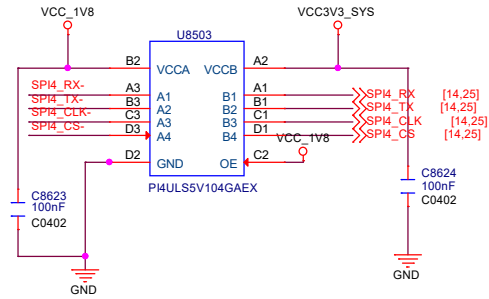 VCC_1V8 VCC3V3_SYS
U8503
B2 VCCA VCCB A2
SPI4_RX- A3 A1 B1 A1 SPI4_RX [14,25]
SPI4_TX- B3 A2 B2 B1 SPI4_TX [14,25]
SPI4_CLK- C3 A3 B3 C1 SPI4_CLK [14,25]
SPI4_CS- D3 A4 B4 D1 SPI4_CS [14,25]
VCC_1V8
D2 GND OE C2
PI4ULS5V104GAEX
C8623
100nF
C0402
C8624
100nF
C0402
GND
GND